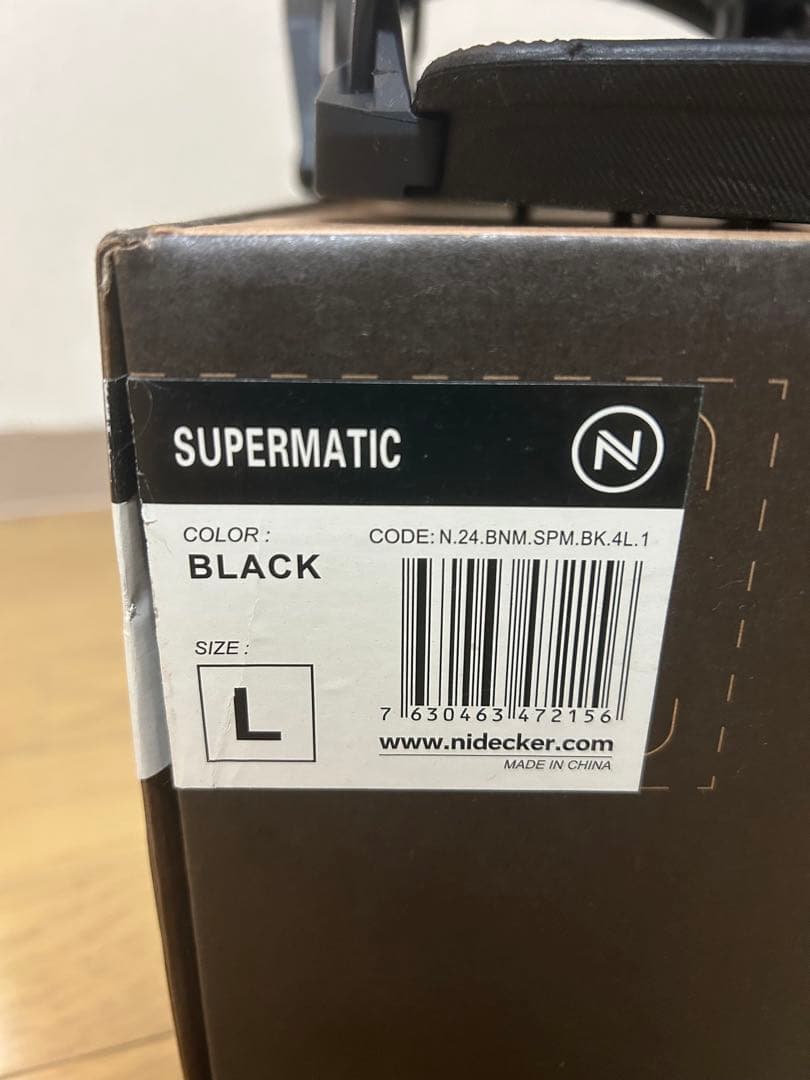 SUPERMATIC
COLOR :
BLACK
CODE: N.24.BNM.SPM.BK.4L.1
SIZE :
L
7 630463 472156
www.nidecker.com
MADE IN CHINA